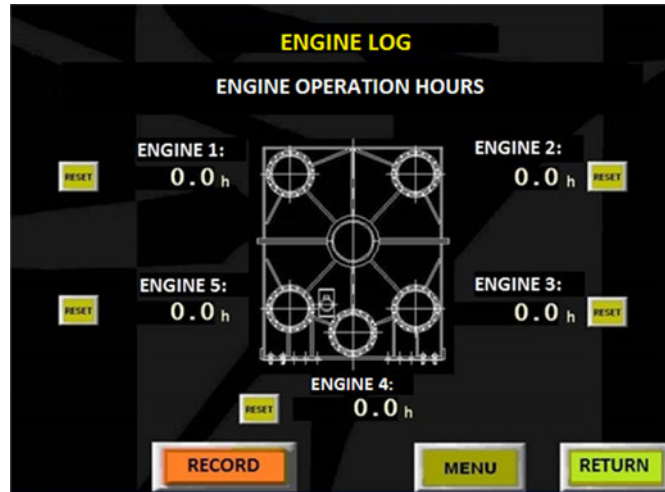 ENGINE LOG
ENGINE OPERATION HOURS
ENGINE 1:
RESET 0.0 h
ENGINE 2:
0.0 h RESET
ENGINE 5:
RESET 0.0 h
ENGINE 3:
0.0 h RESET
ENGINE 4:
RESET 0.0 h
RECORD
MENU
RETURN